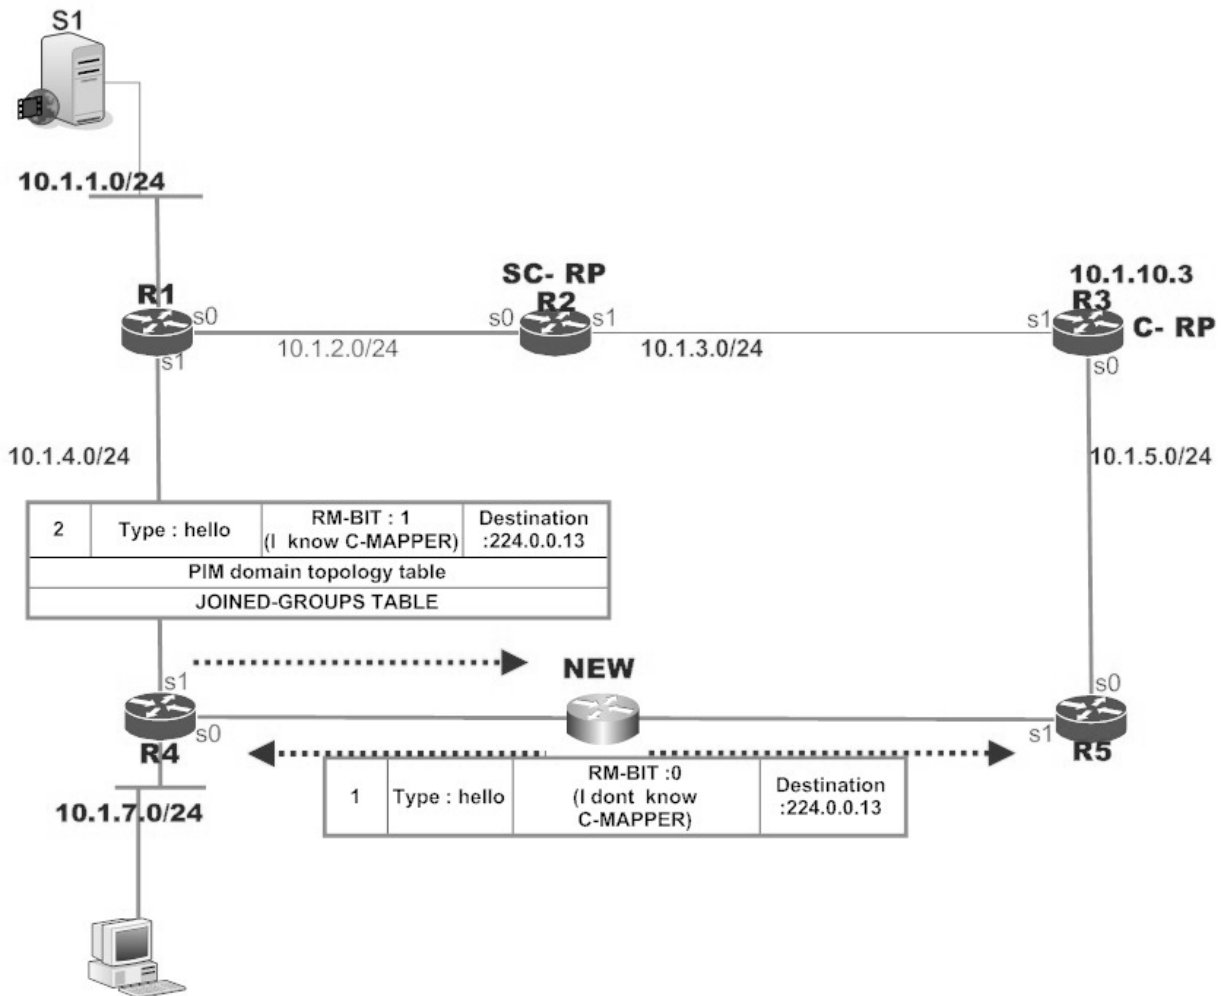 S1
10.1.1.0/24
SC- RP
10.1.10.3
R1
R2
R3
s0
s0
s1
s1
C- RP
10.1.2.0/24
10.1.3.0/24
s1
s0
10.1.4.0/24
10.1.5.0/24
2
Type : hello
RM-BIT : 1
(I know C-MAPPER)
Destination
:224.0.0.13
PIM domain topology table
JOINED-GROUPS TABLE
NEW
s1
s0
s0
s1
R4
R5
10.1.7.0/24
1
Type : hello
RM-BIT :0
(I dont know
C-MAPPER)
Destination
:224.0.0.13